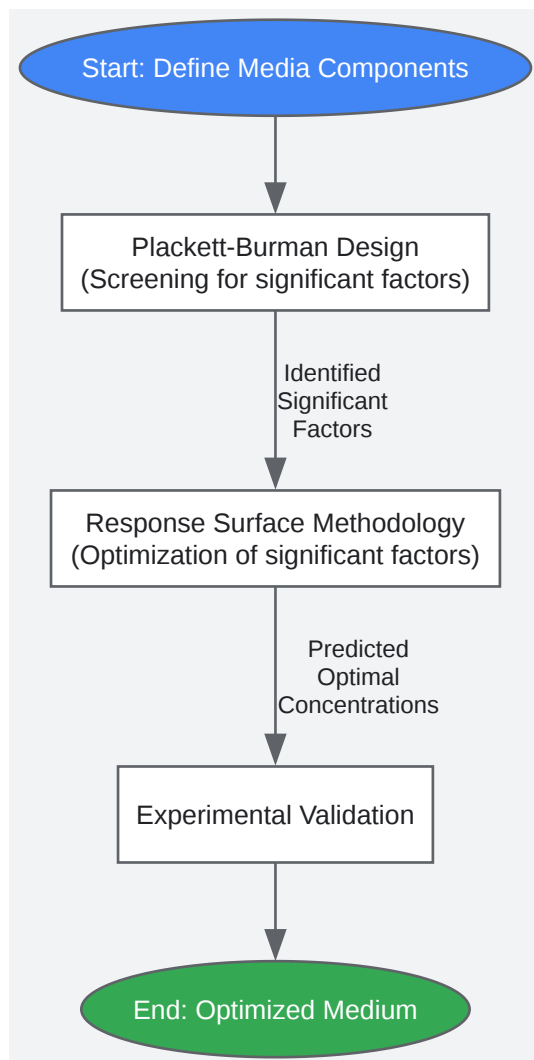 Start: Define Media Components
Plackett-Burman Design
(Screening for significant factors)
Identified
Significant
Factors
Response Surface Methodology
(Optimization of significant factors)
Predicted
Optimal
Concentrations
Experimental Validation
End: Optimized Medium